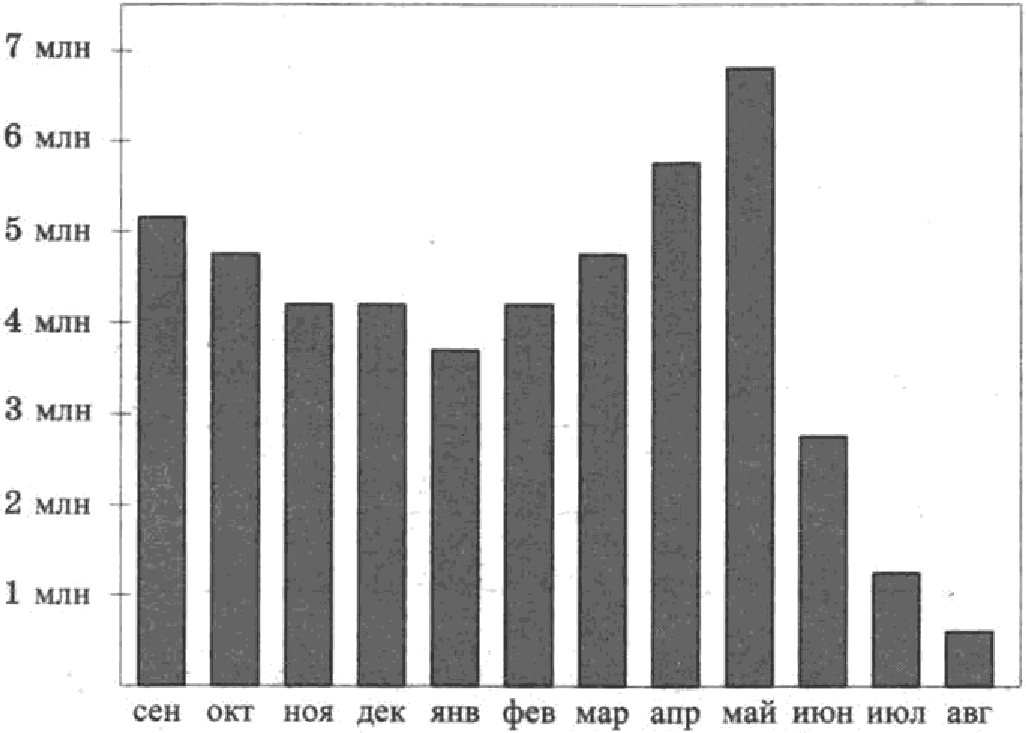 7 млн
6 млн
5 млн
4 млн
3 млн
2 млн
1 млн
сен окт ноя дек янв фев мар апр май июн июл авг